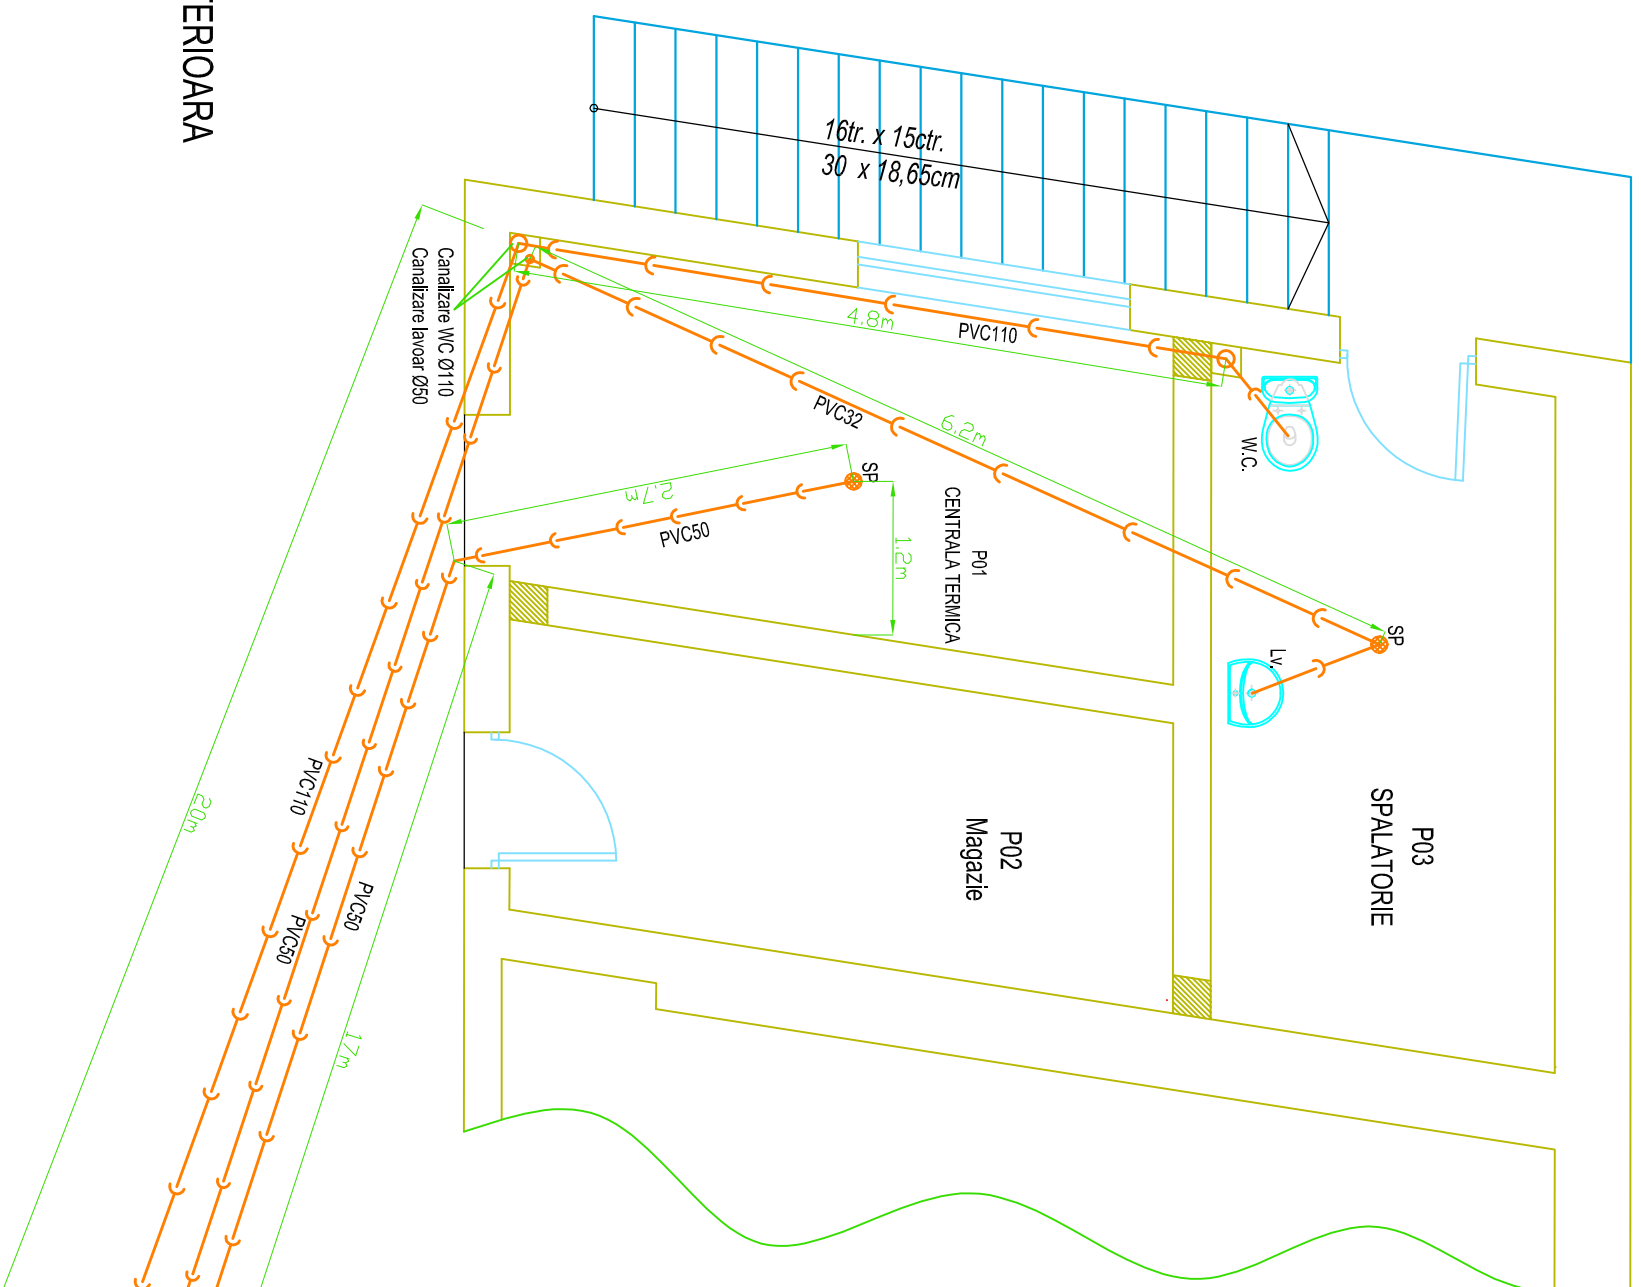 TERIOARA
16tr. x 15ctr.
30 x 18,65cm
Canalizare WC Ø110
Canalizare lavoar Ø50
4.8m
PVC110
PVC32
6.2m
W.C.
SP
2.7m
PVC50
1.2m
P01
CENTRALA TERMICA
SP
Lv.
P03
SPALATORIE
P02
Magazie
PVC110
20m
PVC50
PVC50
17m